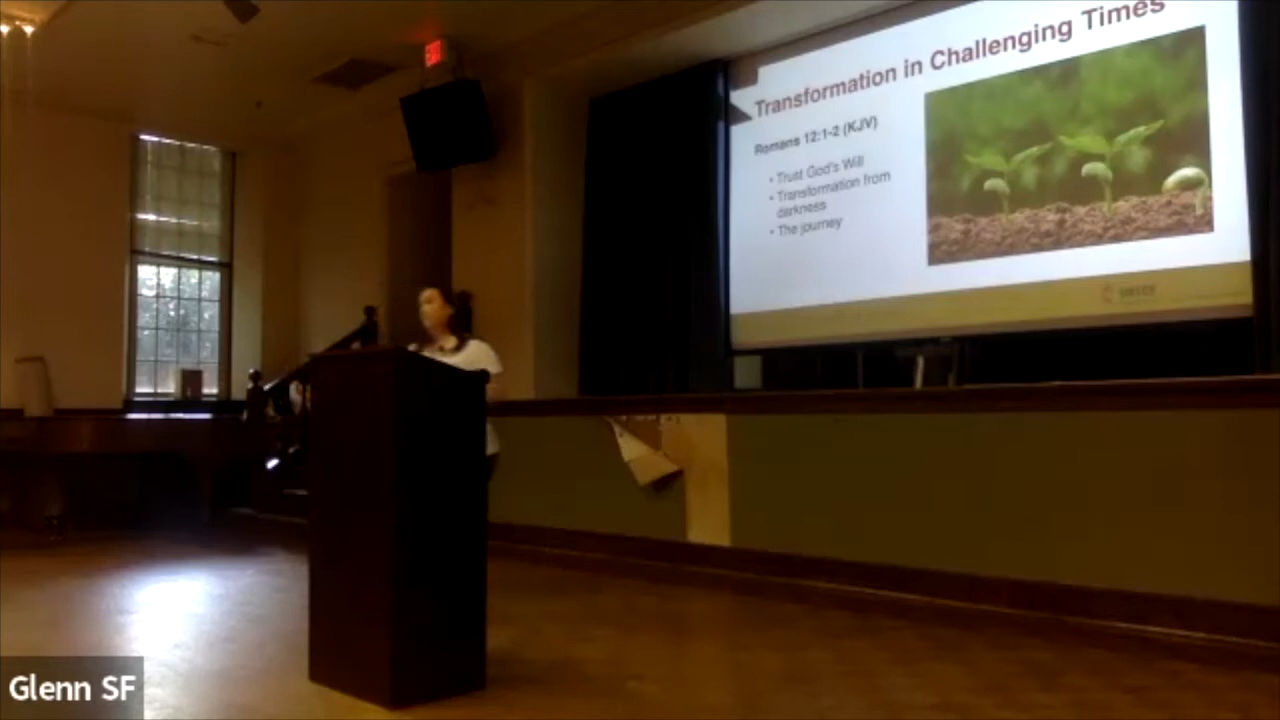 EXIT
Transformation in Challenging Times
Romans 12:1-2 (KJV)
• Trust God's Will
• Transformation from
darkness
• The journey
Glenn SF